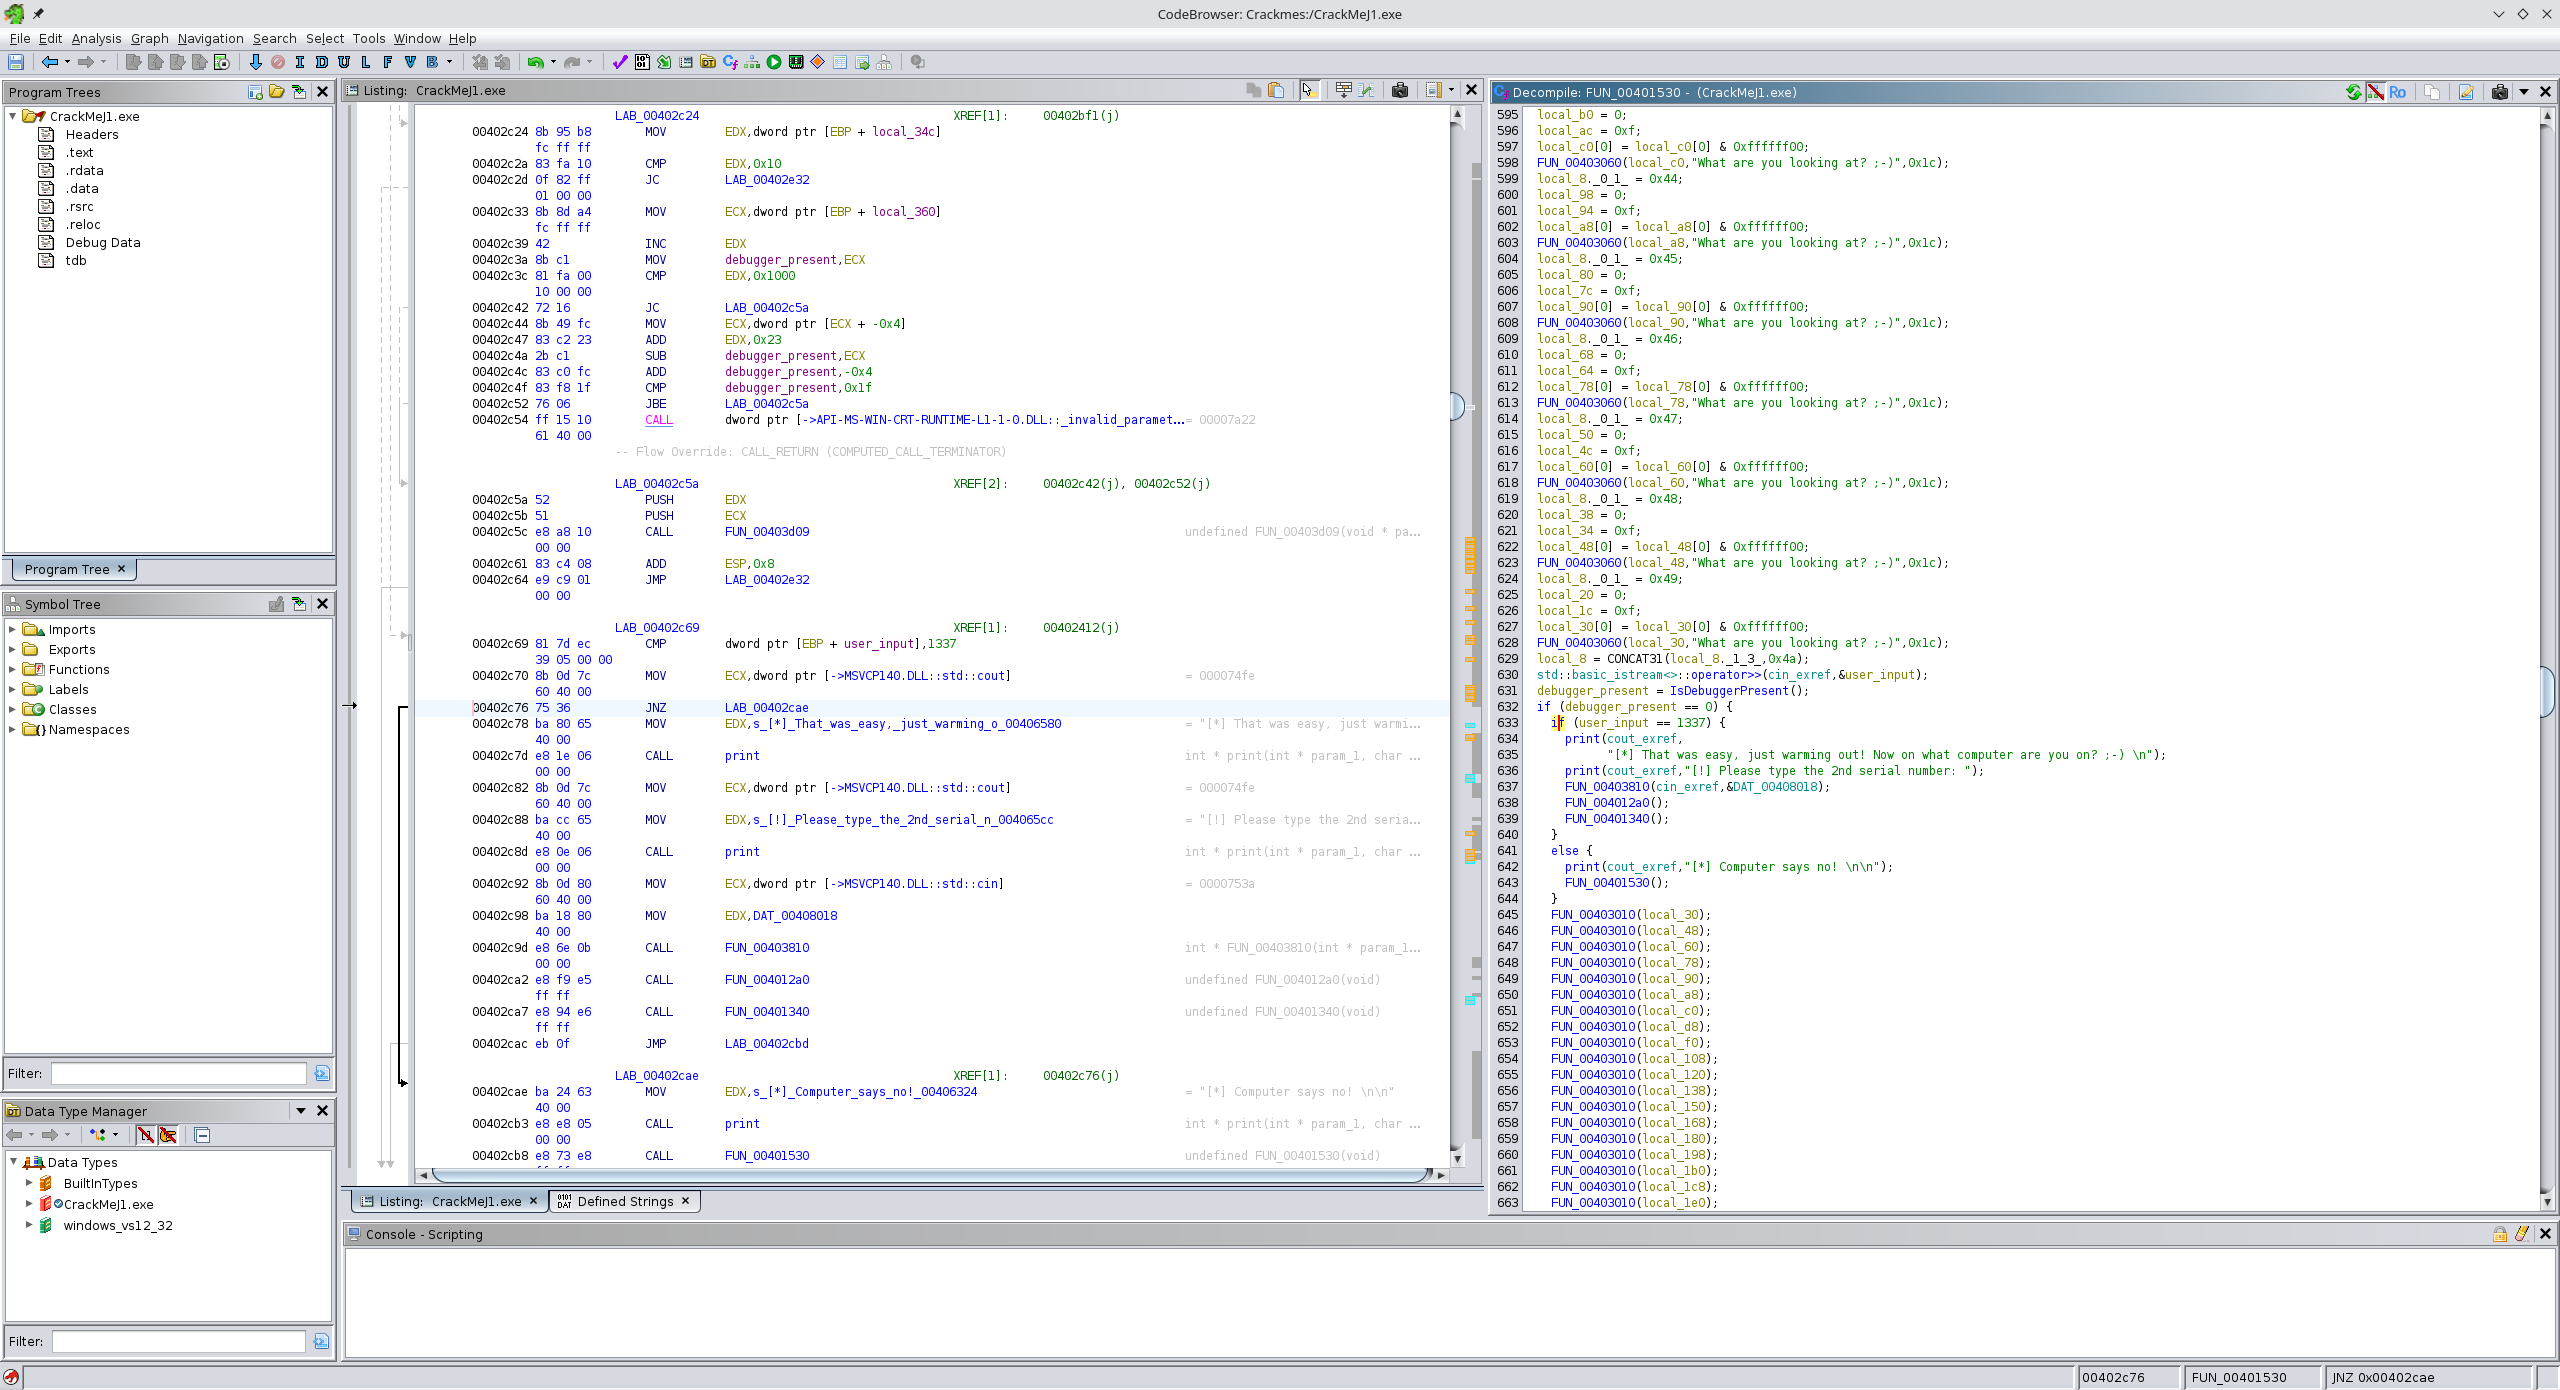 CodeBrowser: Crackmes:/CrackMeJ1.exe
File Edit Analysis Graph Navigation Search Select Tools Window Help
I D U L F V B
Program Trees
CrackMeJ1.exe
Headers
.text
.rdata
.data
.rsrc
.reloc
Debug Data
tdb
Program Tree
Symbol Tree
Imports
Exports
Functions
Labels
Classes
Namespaces
Filter:
Data Type Manager
Data Types
BuiltInTypes
CrackMeJ1.exe
windows_vs12_32
Filter:
Listing: CrackMeJ1.exe
LAB_00402c24 XREF[1]: 00402bf1(j)
00402c24 8b 95 b8 MOV EDX,dword ptr [EBP + local_34c]
fc ff ff
00402c2a 83 fa 10 CMP EDX,0x10
00402c2d 0f 82 ff JC LAB_00402e32
01 00 00
00402c33 8b 8d a4 MOV ECX,dword ptr [EBP + local_360]
fc ff ff
00402c39 42 INC EDX
00402c3a 8b c1 MOV debugger_present,ECX
00402c3c 81 fa 00 CMP EDX,0x1000
10 00 00
00402c42 72 16 JC LAB_00402c5a
00402c44 8b 49 fc MOV ECX,dword ptr [ECX + -0x4]
00402c47 83 c2 23 ADD EDX,0x23
00402c4a 2b c1 SUB debugger_present,ECX
00402c4c 83 c0 fc ADD debugger_present,-0x4
00402c4f 83 f8 1f CMP debugger_present,0x1f
00402c52 76 06 JBE LAB_00402c5a
00402c54 ff 15 10 CALL dword ptr [->API-MS-WIN-CRT-RUNTIME-L1-1-0.DLL::_invalid_paramet... = 00007a22
61 40 00
-- Flow Override: CALL_RETURN (COMPUTED_CALL_TERMINATOR)
LAB_00402c5a XREF[2]: 00402c42(j), 00402c52(j)
00402c5a 52 PUSH EDX
00402c5b 51 PUSH ECX
00402c5c e8 a8 10 CALL FUN_00403d09 undefined FUN_00403d09(void * pa...
00 00
00402c61 83 c4 08 ADD ESP,0x8
00402c64 e9 c9 01 JMP LAB_00402e32
00 00
LAB_00402c69 XREF[1]: 00402412(j)
00402c69 81 7d ec CMP dword ptr [EBP + user_input],1337
39 05 00 00
00402c70 8b 0d 7c MOV ECX,dword ptr [->MSVCP140.DLL::std::cout] = 000074fe
60 40 00
00402c76 75 36 JNZ LAB_00402cae
00402c78 ba 80 65 MOV EDX,s_[*]_That_was_easy,_just_warming_o_00406580 = "[*] That was easy, just warmi...
40 00
00402c7d e8 1e 06 CALL print int * print(int * param_1, char ...
00 00
00402c82 8b 0d 7c MOV ECX,dword ptr [->MSVCP140.DLL::std::cout] = 000074fe
60 40 00
00402c88 ba cc 65 MOV EDX,s_[!]_Please_type_the_2nd_serial_n_004065cc = "[!] Please type the 2nd seria...
40 00
00402c8d e8 0e 06 CALL print int * print(int * param_1, char ...
00 00
00402c92 8b 0d 80 MOV ECX,dword ptr [->MSVCP140.DLL::std::cin] = 0000753a
60 40 00
00402c98 ba 18 80 MOV EDX,DAT_00408018
40 00
00402c9d e8 6e 0b CALL FUN_00403810 int * FUN_00403810(int * param_1...
00 00
00402ca2 e8 f9 e5 CALL FUN_004012a0 undefined FUN_004012a0(void)
ff ff
00402ca7 e8 94 e6 CALL FUN_00401340 undefined FUN_00401340(void)
ff ff
00402cac eb 0f JMP LAB_00402cbd
LAB_00402cae XREF[1]: 00402c76(j)
00402cae ba 24 63 MOV EDX,s_[*]_Computer_says_no!_00406324 = "[*] Computer says no! \n\n"
40 00
00402cb3 e8 e8 05 CALL print int * print(int * param_1, char ...
00 00
00402cb8 e8 73 e8 CALL FUN_00401530 undefined FUN_00401530(void)
Listing: CrackMeJ1.exe
Defined Strings
Decompile: FUN_00401530 - (CrackMeJ1.exe)
Ro
595 local_b0 = 0;
596 local_ac = 0xf;
597 local_c0[0] = local_c0[0] & 0xffffff00;
598 FUN_00403060(local_c0,"What are you looking at? ;-)",0x1c);
599 local_8._0_1_ = 0x44;
600 local_98 = 0;
601 local_94 = 0xf;
602 local_a8[0] = local_a8[0] & 0xffffff00;
603 FUN_00403060(local_a8,"What are you looking at? ;-)",0x1c);
604 local_8._0_1_ = 0x45;
605 local_80 = 0;
606 local_7c = 0xf;
607 local_90[0] = local_90[0] & 0xffffff00;
608 FUN_00403060(local_90,"What are you looking at? ;-)",0x1c);
609 local_8._0_1_ = 0x46;
610 local_68 = 0;
611 local_64 = 0xf;
612 local_78[0] = local_78[0] & 0xffffff00;
613 FUN_00403060(local_78,"What are you looking at? ;-)",0x1c);
614 local_8._0_1_ = 0x47;
615 local_50 = 0;
616 local_4c = 0xf;
617 local_60[0] = local_60[0] & 0xffffff00;
618 FUN_00403060(local_60,"What are you looking at? ;-)",0x1c);
619 local_8._0_1_ = 0x48;
620 local_38 = 0;
621 local_34 = 0xf;
622 local_48[0] = local_48[0] & 0xffffff00;
623 FUN_00403060(local_48,"What are you looking at? ;-)",0x1c);
624 local_8._0_1_ = 0x49;
625 local_20 = 0;
626 local_1c = 0xf;
627 local_30[0] = local_30[0] & 0xffffff00;
628 FUN_00403060(local_30,"What are you looking at? ;-)",0x1c);
629 local_8 = CONCAT31(local_8._1_3_,0x4a);
630 std::basic_istream<>::operator>>(cin_exref,&user_input);
631 debugger_present = IsDebuggerPresent();
632 if (debugger_present == 0) {
633 if (user_input == 1337) {
634 print(cout_exref,
635 "[*] That was easy, just warming out! Now on what computer are you on? ;-) \n");
636 print(cout_exref,"[!] Please type the 2nd serial number: ");
637 FUN_00403810(cin_exref,&DAT_00408018);
638 FUN_004012a0();
639 FUN_00401340();
640 }
641 else {
642 print(cout_exref,"[*] Computer says no! \n\n");
643 FUN_00401530();
644 }
645 FUN_00403010(local_30);
646 FUN_00403010(local_48);
647 FUN_00403010(local_60);
648 FUN_00403010(local_78);
649 FUN_00403010(local_90);
650 FUN_00403010(local_a8);
651 FUN_00403010(local_c0);
652 FUN_00403010(local_d8);
653 FUN_00403010(local_f0);
654 FUN_00403010(local_108);
655 FUN_00403010(local_120);
656 FUN_00403010(local_138);
657 FUN_00403010(local_150);
658 FUN_00403010(local_168);
659 FUN_00403010(local_180);
660 FUN_00403010(local_198);
661 FUN_00403010(local_1b0);
662 FUN_00403010(local_1c8);
663 FUN_00403010(local_1e0);
Console - Scripting
00402c76 FUN_00401530 JNZ 0x00402cae